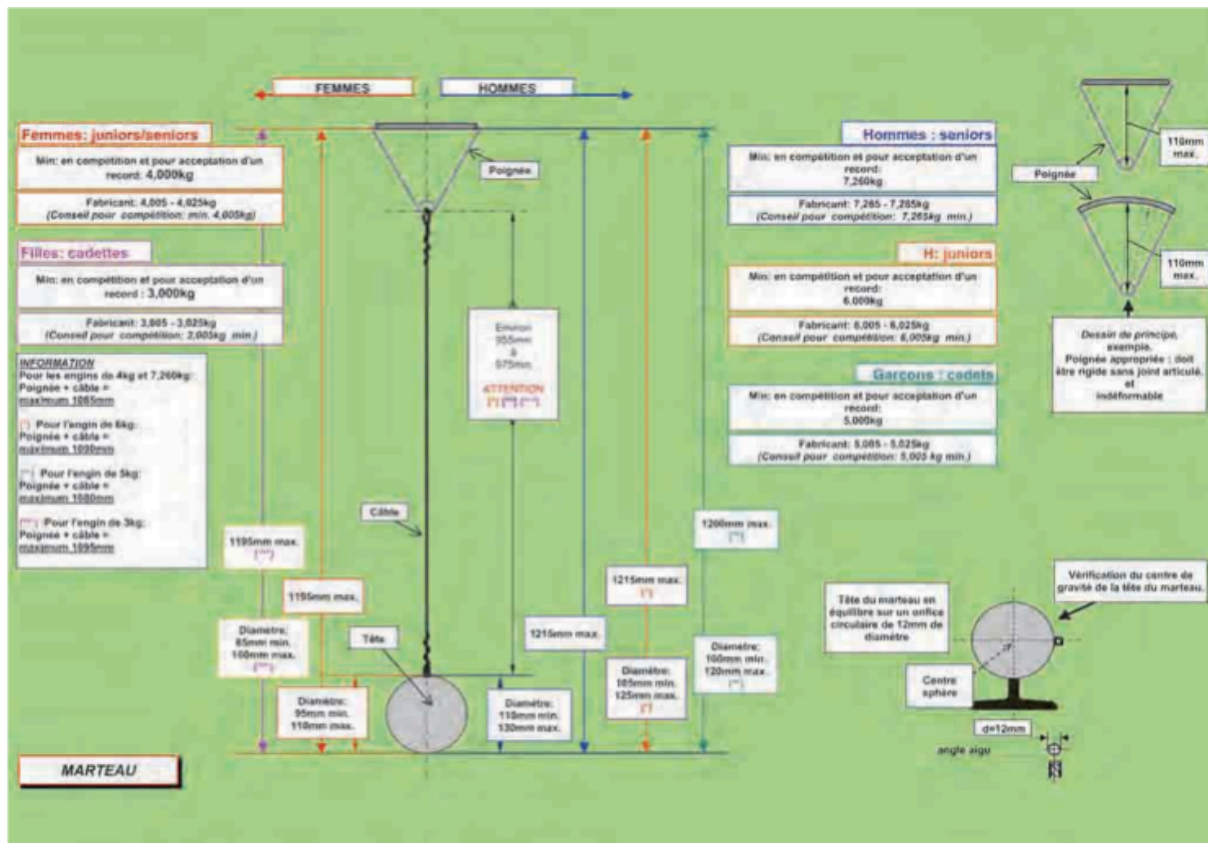 FEMMES
HOMMES
Femmes: juniors/seniors
Min: en compétition et pour acceptation d'un
record: 4,000kg
Fabricant: 4,005 - 4,025kg
(Conseil pour compétition: min. 4,005kg)
Filles: cadettes
Min: en compétition et pour acceptation d'un
record : 3,000kg
Fabricant: 3,005 - 3,025kg
(Conseil pour compétition: kg min.)
INFORMATION
Pour les engins de 4kg et 7,260kg:
Poignée + câble =
maximum
Pour l'engin de 6kg:
Poignée + câble =
maximum 1090mm
Pour l'engin de 5kg:
Poignée + câble =
maximum 1080mm
Pour l'engin de 3kg:
Poignée + câble =
maximum 1095mm
Poignée
Environ
955mm
à
975mm
ATTENTION
(*) (**) (***)
Câble
Tête
1195mm max.
(***)
1195mm max.
Diamètre:
85mm min.
100mm max.
(***)
Diamètre:
95mm min.
110mm max.
Diamètre:
110mm min.
130mm max.
1215mm max.
1215mm max.
(*)
Diamètre:
105mm min.
125mm max.
(*)
1200mm max.
(**)
Diamètre:
100mm min.
120mm max.
(**)
Hommes : seniors
Min: en compétition et pour acceptation d'un
record:
7,260kg
Fabricant: 7,265 - 7,285kg
(Conseil pour compétition: 7,265kg min.)
H: juniors
Min: en compétition et pour acceptation d'un
record:
6,000kg
Fabricant: 6,005 - 6,025kg
(Conseil pour compétition: 6,005kg min.)
Garçons : cadets
Min: en compétition et pour acceptation d'un
record:
5,000kg
Fabricant: 5,005 - 5,025kg
(Conseil pour compétition: 5,005 kg min.)
110mm
max.
Poignée
110mm
max.
Dessin de principe,
exemple.
Poignée appropriée : doit
être rigide sans joint articulé,
et
indéformable
Vérification du centre de
gravité de la tête du marteau.
Tête du marteau en
équilibre sur un orifice
circulaire de 12mm de
diamètre
Centre
sphère
d=12mm
angle aigu
MARTEAU